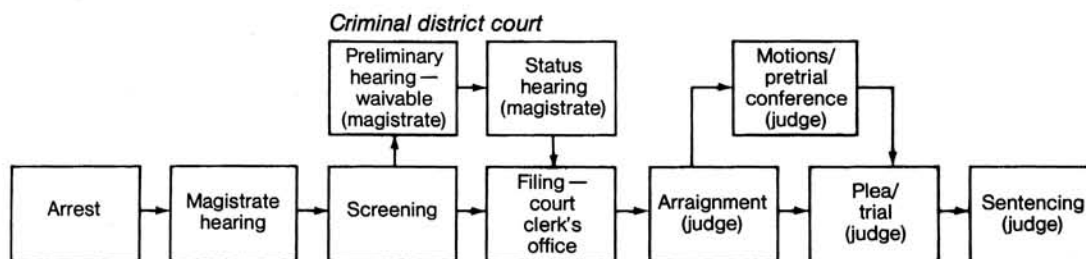 Criminal district court
Preliminary
hearing —
waivable
(magistrate)
Status
hearing
(magistrate)
Motions/
pretrial
conference
(judge)
Arrest
Magistrate
hearing
Screening
Filing —
court
clerk's
office
Arraignment
(judge)
Plea/
trial
(judge)
Sentencing
(judge)